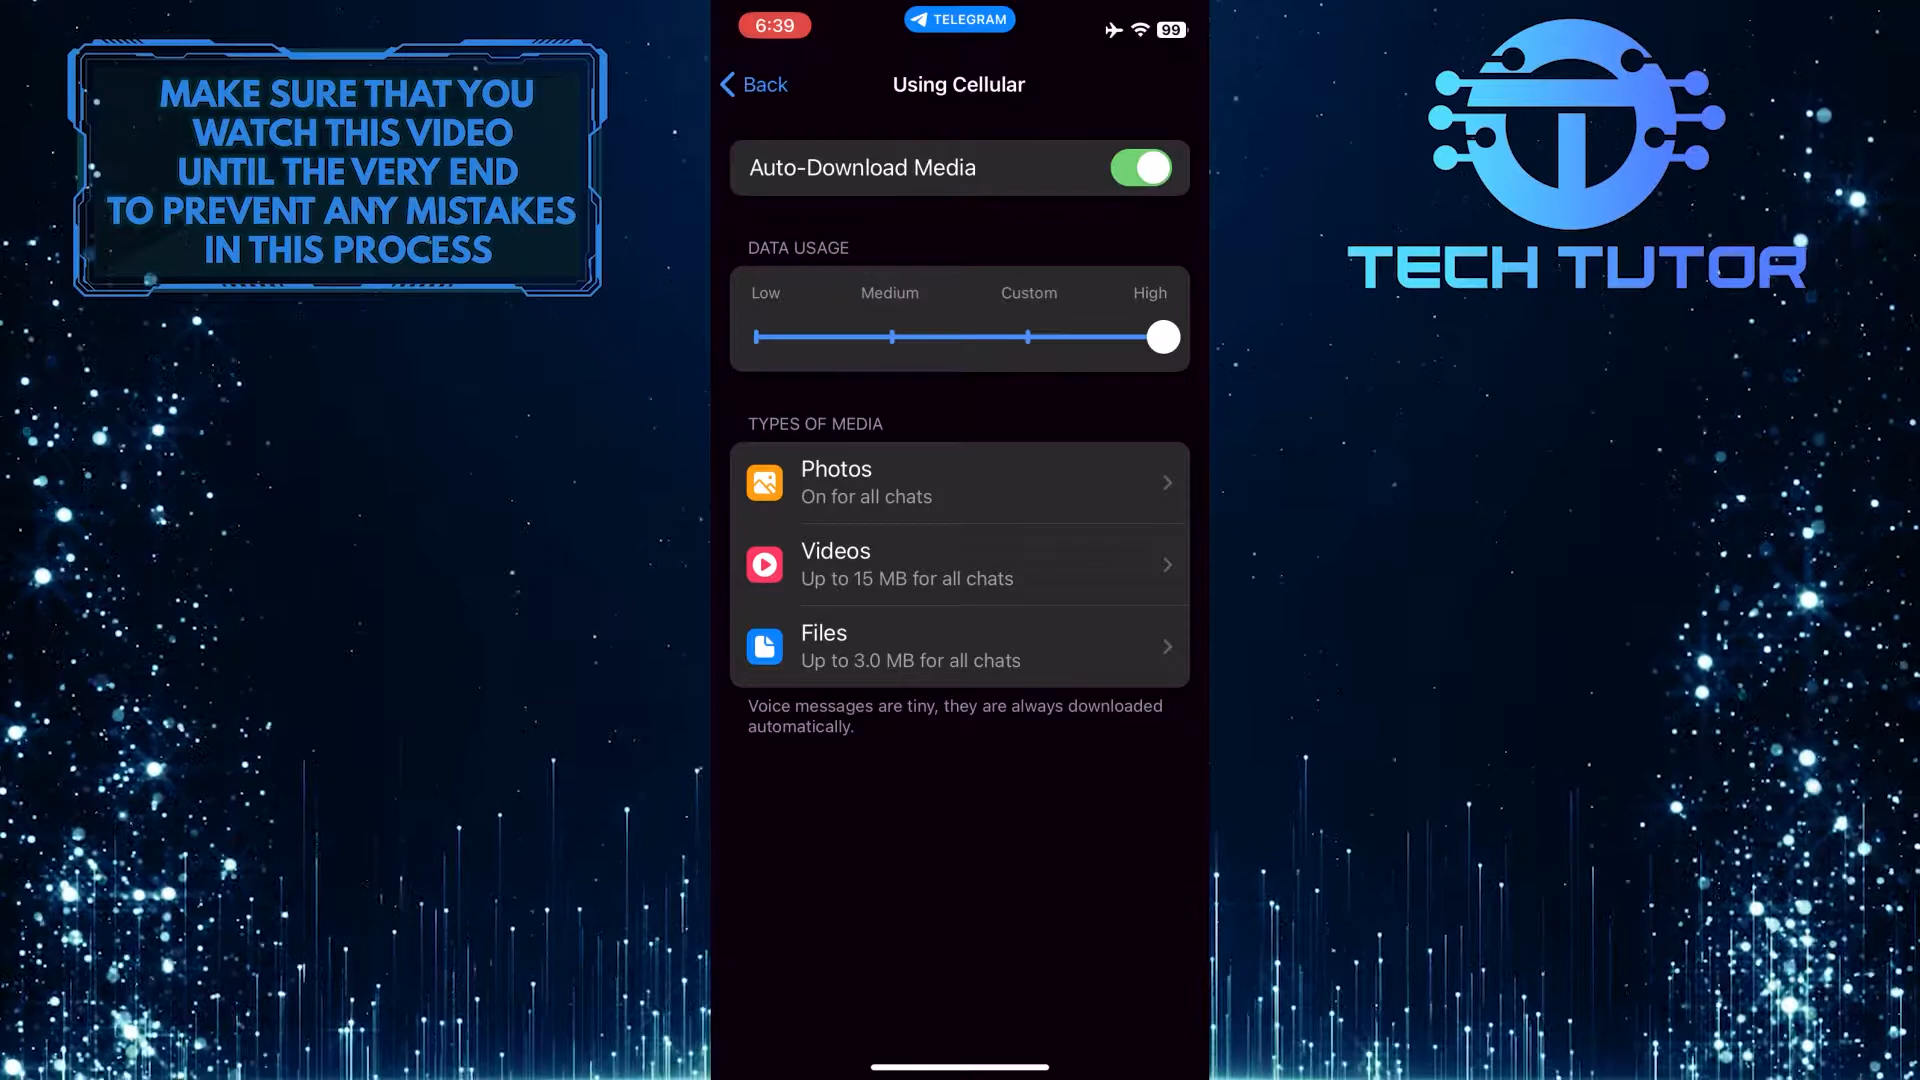 MAKE SURE THAT YOU
WATCH THIS VIDEO
UNTIL THE VERY END
TO PREVENT ANY MISTAKES
IN THIS PROCESS
6:39
TELEGRAM
99
Back
Using Cellular
Auto-Download Media
DATA USAGE
Low
Medium
Custom
High
TYPES OF MEDIA
Photos
On for all chats
Videos
Up to 15 MB for all chats
Files
Up to 3.0 MB for all chats
Voice messages are tiny, they are always downloaded
automatically.
TECH TUTOR